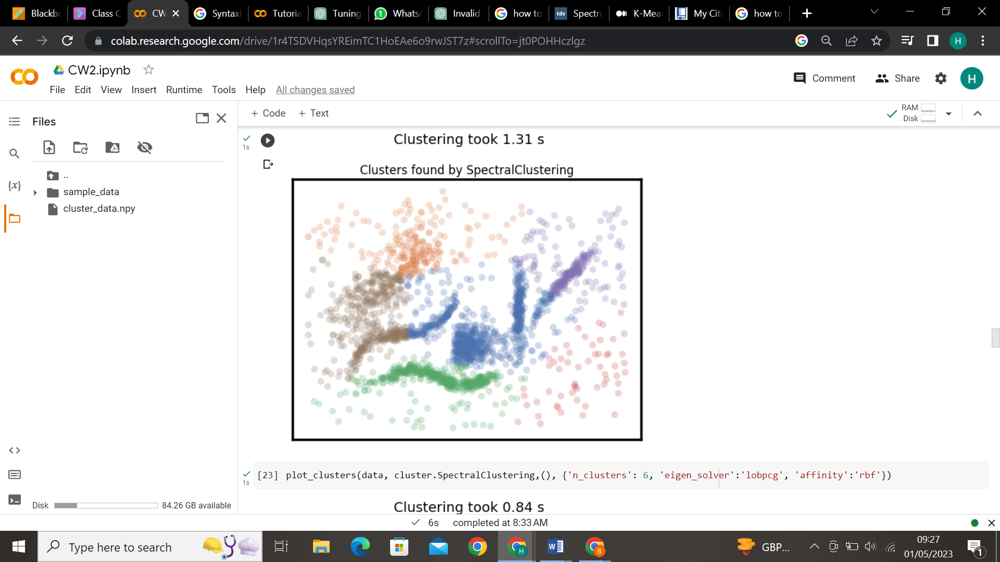 Blackb
Class C
CW
Syntax
Tutoria
Tuning
Whats
Invalid
how to
tds
Spectra
K-Mea
My Cit
how to
colab.research.google.com/drive/1r4TSDVHqsYREimTC1HoEAe6o9rwJST7z#scrollTo=jt0POHHczlgz
H
CW2.ipynb
Comment
Share
H
File Edit View Insert Runtime Tools Help All changes saved
Files
+ Code + Text
RAM
Disk
Clustering took 1.31 s
1s
Clusters found by SpectralClustering
..
{x}
sample_data
cluster_data.npy
[23] plot_clusters(data, cluster.SpectralClustering,(), {'n_clusters': 6, 'eigen_solver':'lobpcg', 'affinity':'rbf'})
1s
Disk 84.26 GB available
Clustering took 0.84 s
6s completed at 8:33 AM
Type here to search
GBP...
09:27
01/05/2023
1